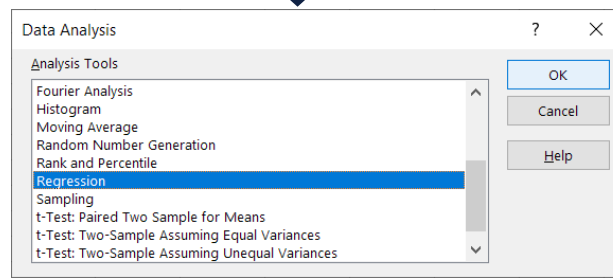 Data Analysis ? ×
Analysis Tools
OK
Fourier Analysis
Histogram
Cancel
Moving Average
Random Number Generation
Rank and Percentile
Help
Regression
Sampling
t-Test: Paired Two Sample for Means
t-Test: Two-Sample Assuming Equal Variances
t-Test: Two-Sample Assuming Unequal Variances